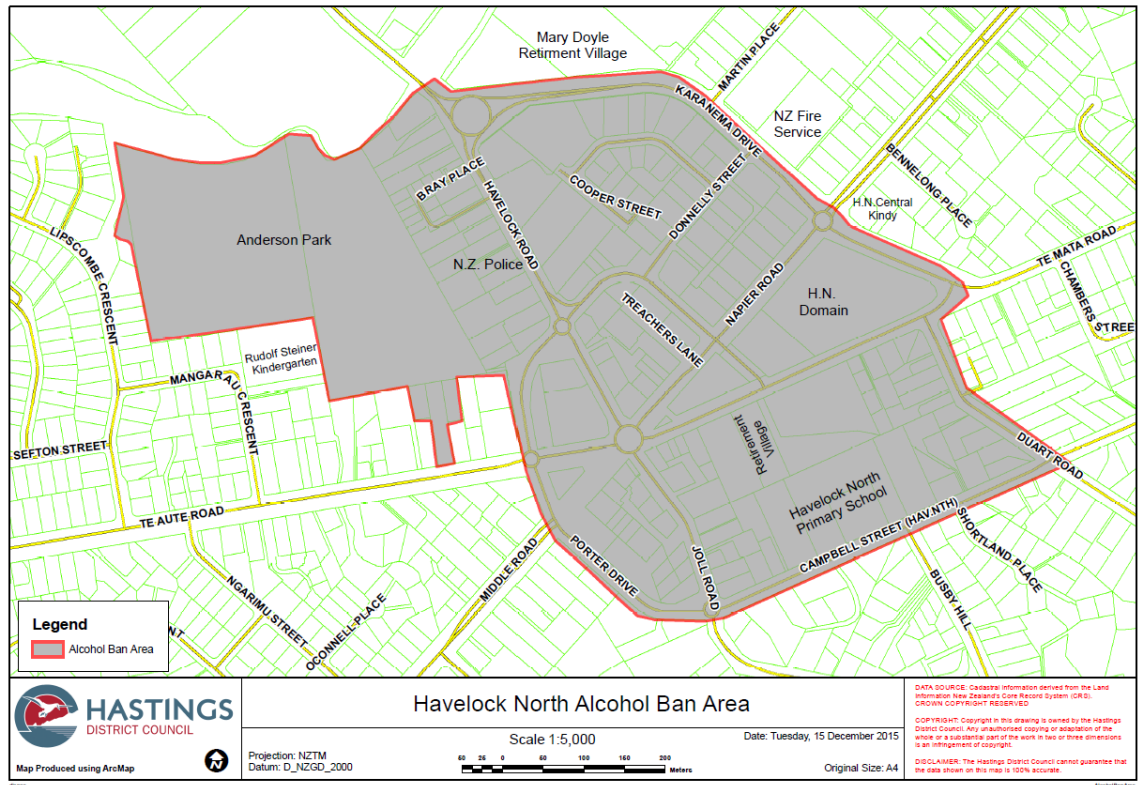 Mary Doyle
Retirment Village
MARTIN PLACE
KARANEMA DRIVE
NZ Fire
Service
BENNELONG PLACE
BRAY PLACE
COOPER STREET
DONNELLY STREET
H.N.Central
Kindy
HAVELOCK ROAD
TE MATA ROAD
CHAMBERS STREE
LIPSCOMBE CRESCENT
Anderson Park
N.Z. Police
NAPIER ROAD
H.N.
Domain
TREACHERS LANE
Rudolf Steiner
Kindergarten
MANGARAU CRESCENT
SEFTON STREET
Retirement
Village
DUART ROAD
Havelock North
Primary School
TE AUTE ROAD
CAMPBELL STREET (HAV.NTH)
SHORTLAND PLACE
PORTER DRIVE
JOLL ROAD
MIDDLE ROAD
BUSBY HILL
NGARIMU STREET
OCONNELL PLACE
NT
Legend
Alcohol Ban Area
HASTINGS
DISTRICT COUNCIL
Map Produced using ArcMap
Havelock North Alcohol Ban Area
Scale 1:5,000
Date: Tuesday, 15 December 2015
Projection: NZTM
Datum: D_NZGD_2000
0 60 100 160 200
Meters
Original Size: A4
DATA SOURCE: Cadastral information derived from the Land
Information New Zealand's Core Record System (CRS).
CROWN COPYRIGHT RESERVED
COPYRIGHT: Copyright in this drawing is owned by the Hastings
District Council. Any unauthorised copying or adaptation of the
whole or a substantial part of the work in two or three dimensions
is an infringement of copyright.
DISCLAIMER: The Hastings District Council cannot guarantee that
the data shown on this map is 100% accurate.